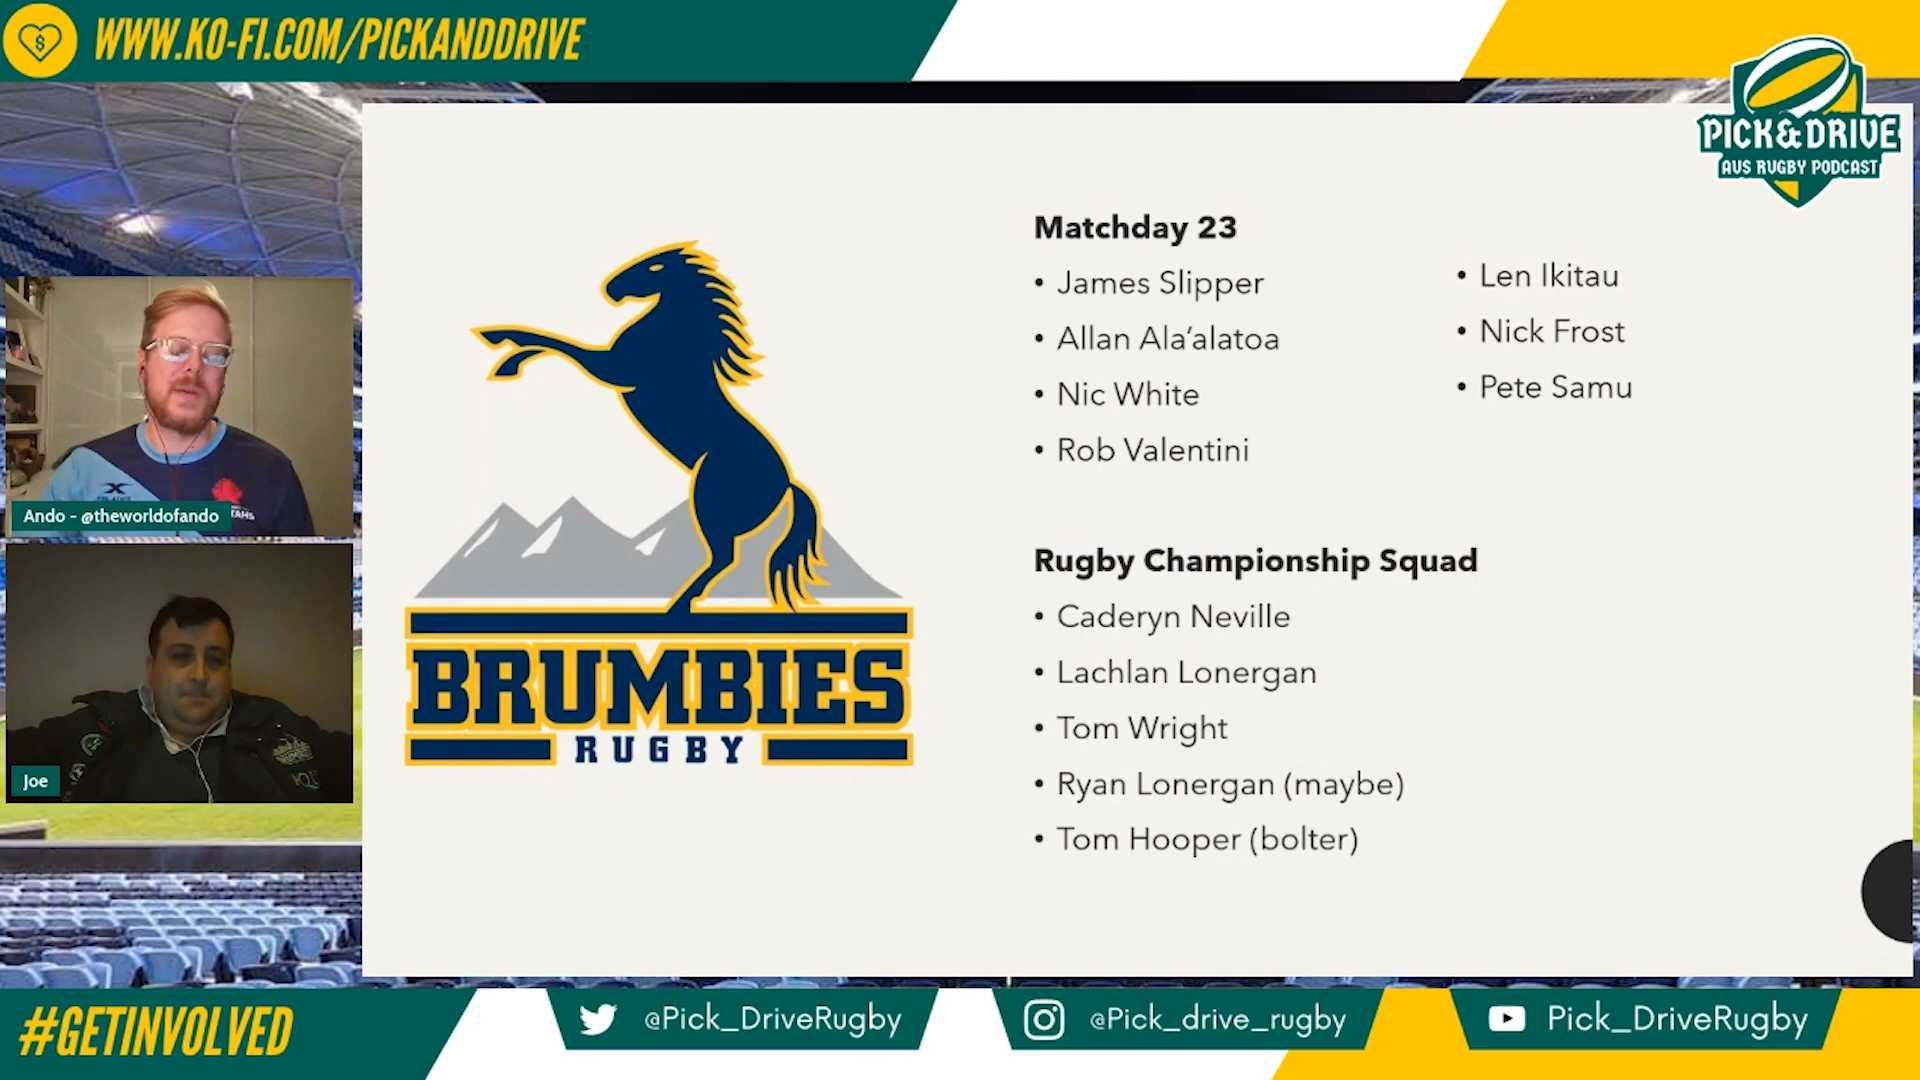 WWW.KO-FI.COM/PICKANDDRIVE
PICK&DRIVE
AUS RUGBY PODCAST
Matchday 23
• James Slipper
• Allan Ala‘alatoa
• Nic White
• Rob Valentini
• Len Ikitau
• Nick Frost
• Pete Samu
Rugby Championship Squad
• Caderyn Neville
• Lachlan Lonergan
• Tom Wright
• Ryan Lonergan (maybe)
• Tom Hooper (bolter)
BRUMBIES
RUGBY
TAHS
Ando - @theworldofando
Joe
#GETINVOLVED
@Pick_DriveRugby
@Pick_drive_rugby
Pick_DriveRugby